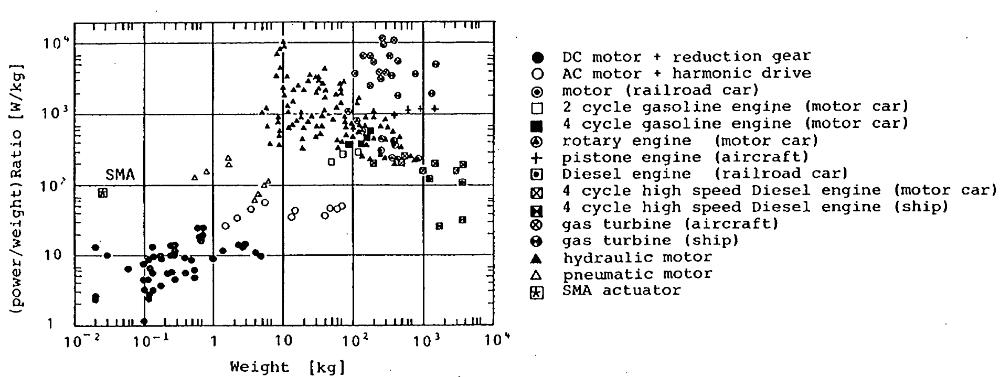 (power/weight)Ratio [W/kg]
10⁴
10³
10²
10
1
SMA
10⁻²
10⁻¹
1
10
10²
10³
10⁴
Weight [kg]
DC motor + reduction gear
AC motor + harmonic drive
motor (railroad car)
2 cycle gasoline engine (motor car)
4 cycle gasoline engine (motor car)
rotary engine (motor car)
pistone engine (aircraft)
Diesel engine (railroad car)
4 cycle high speed Diesel engine (motor car)
4 cycle high speed Diesel engine (ship)
gas turbine (aircraft)
gas turbine (ship)
hydraulic motor
pneumatic motor
SMA actuator